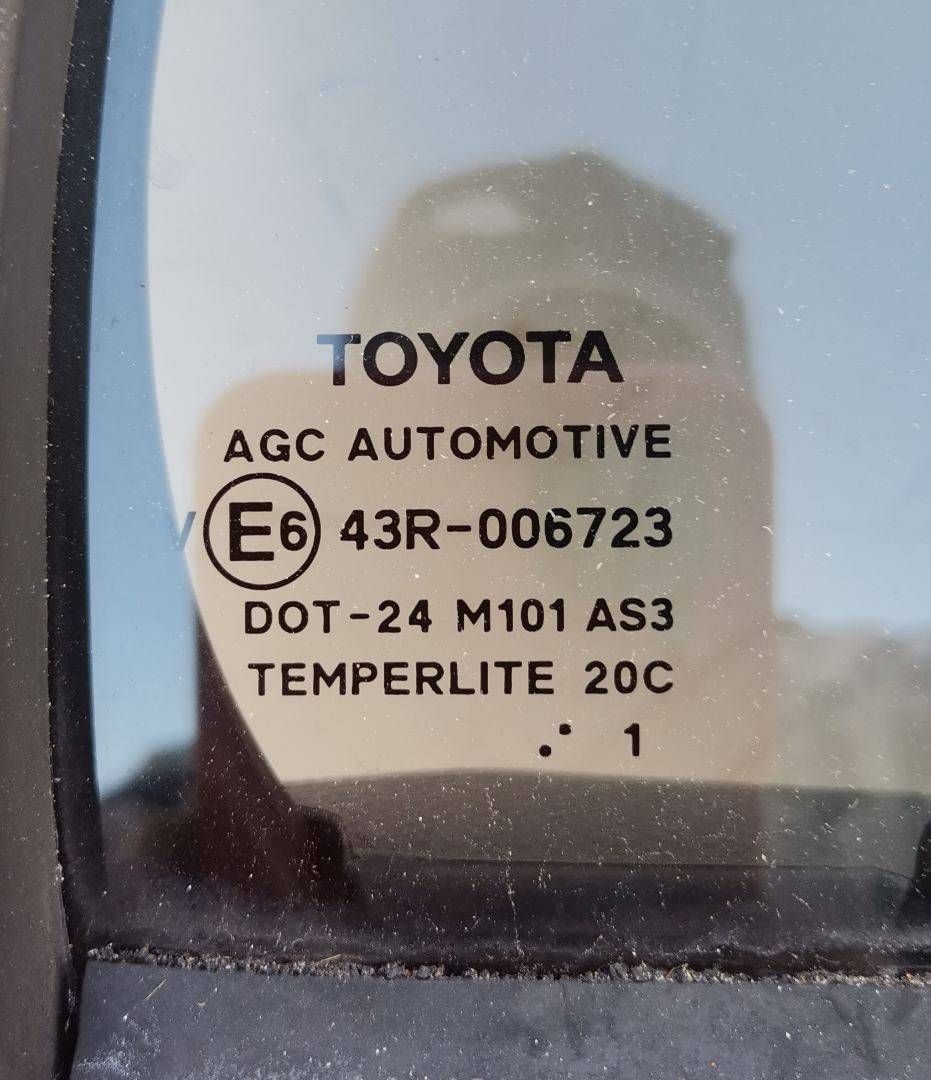 TOYOTA
AGC AUTOMOTIVE
V E6 43R-006723
DOT-24 M101 AS3
TEMPERLITE 20C
.· 1